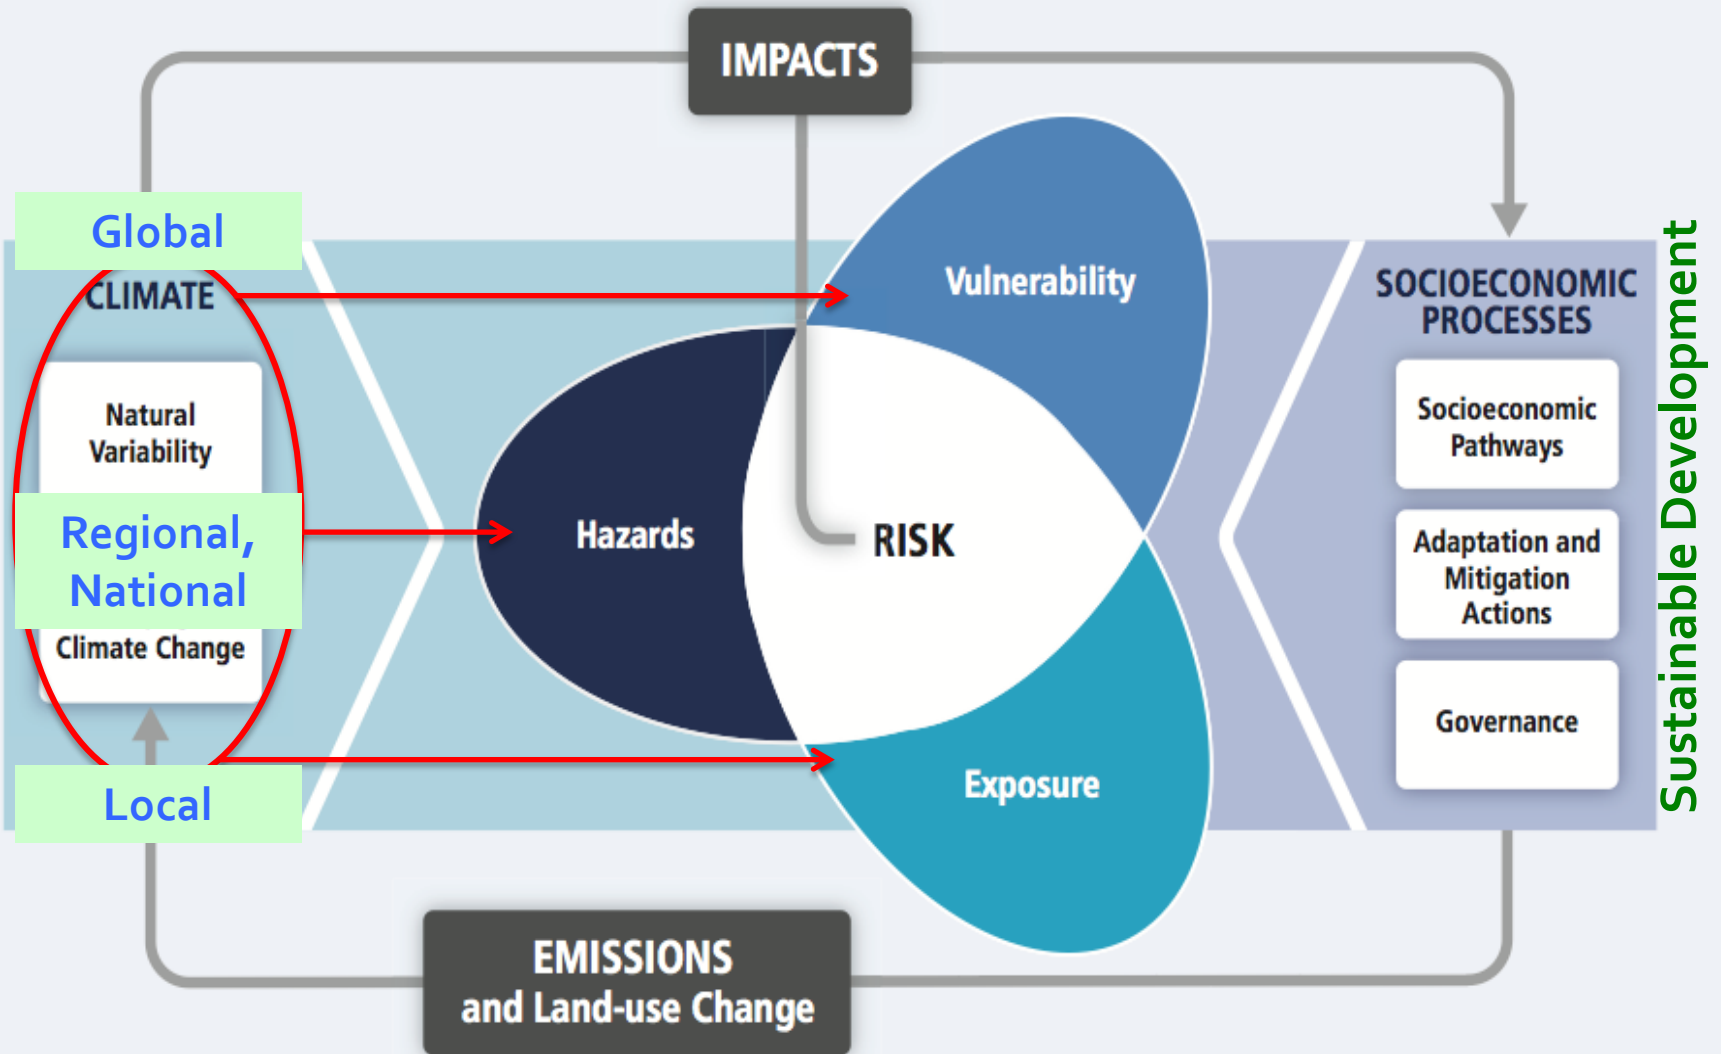 IMPACTS
Global
CLIMATE
Natural
Variability
Regional,
National
Climate Change
Local
Vulnerability
Hazards
RISK
Exposure
SOCIOECONOMIC
PROCESSES
Socioeconomic
Pathways
Adaptation and
Mitigation
Actions
Governance
Sustainable Development
EMISSIONS
and Land-use Change